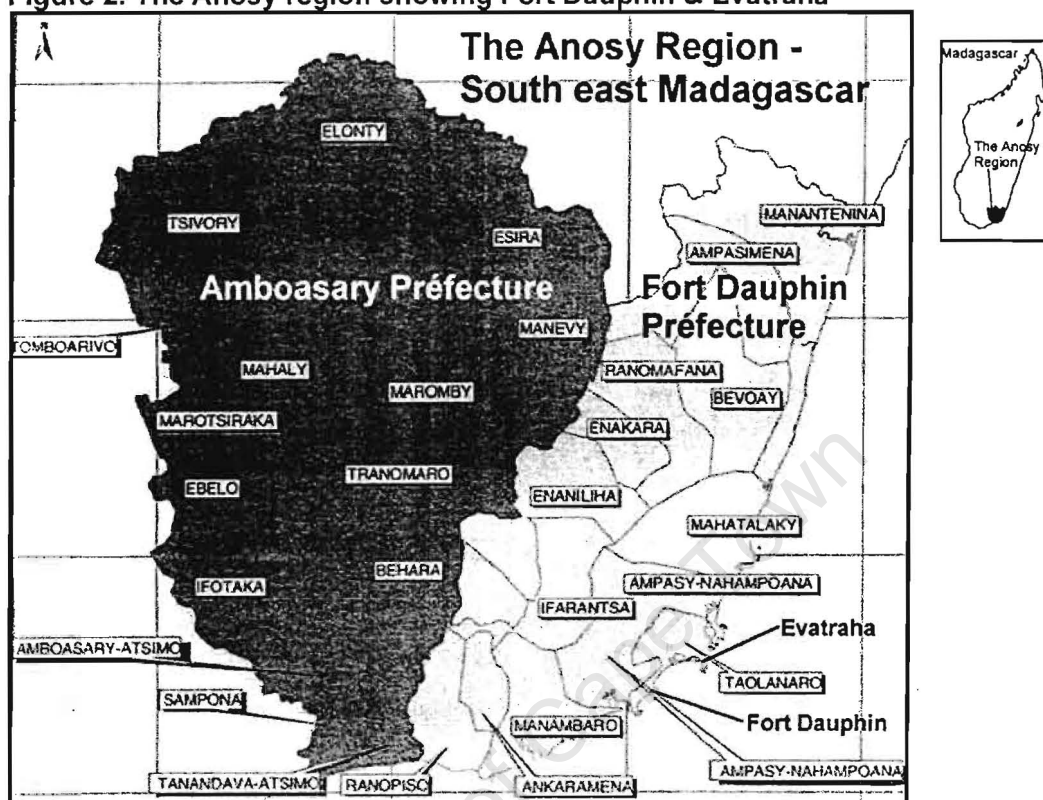 Figure 2: The Anosy region showing Fort Dauphin & Evatraha
The Anosy Region -
South east Madagascar
Madagascar
The Anosy
Region
ELONTY
TSIVORY
ESIRA
MANANTENINA
AMPASIMENA
Amboasary Préfecture
Fort Dauphin
Préfecture
MANEVY
TOMBOARIVO
MAHALY
RANOMAFANA
MAROMBY
BEVOAY
MAROTSIRAKA
ENAKARA
TRANOMARO
EBELO
ENANILIHA
MAHATALAKY
BEHARA
IFOTAKA
AMPASY-NAHAMPOANA
IFARANTSA
Evatraha
AMBOASARY-ATSIMO
TAOLANARO
SAMPONA
MANAMBARO
Fort Dauphin
TANANDAVA-ATSIMO
RANOPISO
ANKARAMENA
AMPASY-NAHAMPOANA
of Cape Town